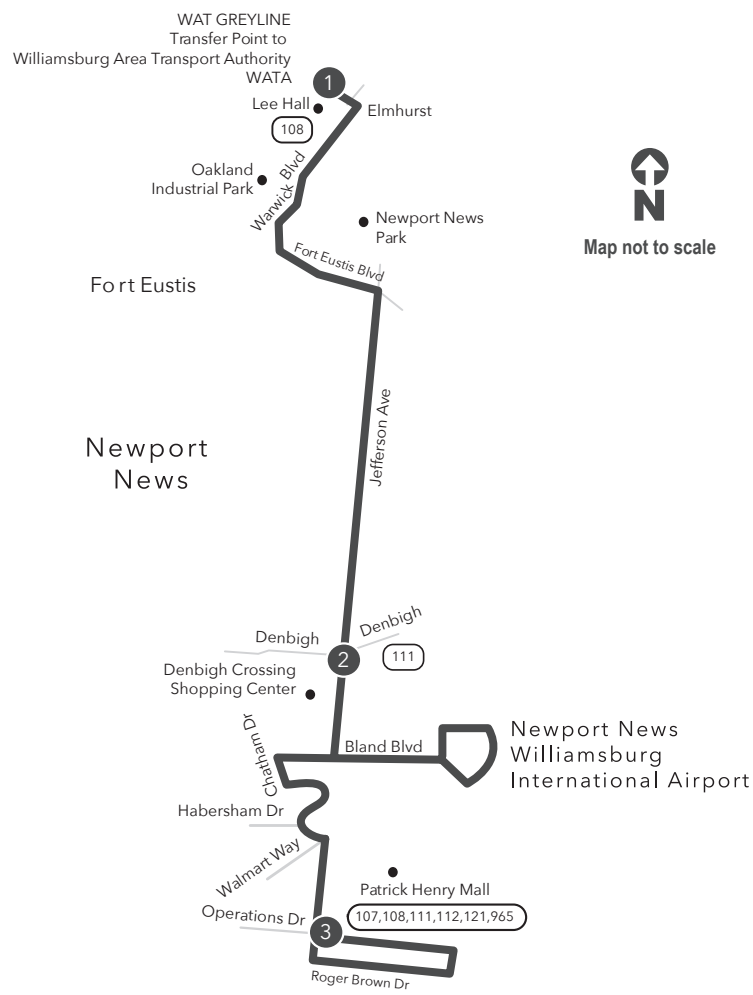 WAT GREYLINE
Transfer Point to
Williamsburg Area Transport Authority
WATA
1
Lee Hall
Elmhurst
108
Oakland
Industrial Park
Warwick Blvd
Newport News
Park
N
Map not to scale
Fort Eustis Blvd
Fort Eustis
Jefferson Ave
Newport
News
Denbigh
Denbigh
2
111
Denbigh Crossing
Shopping Center
Chatham Dr
Bland Blvd
Newport News
Williamsburg
International Airport
Habersham Dr
Walmart Way
Patrick Henry Mall
107,108,111,112,121,965
Operations Dr
3
Roger Brown Dr